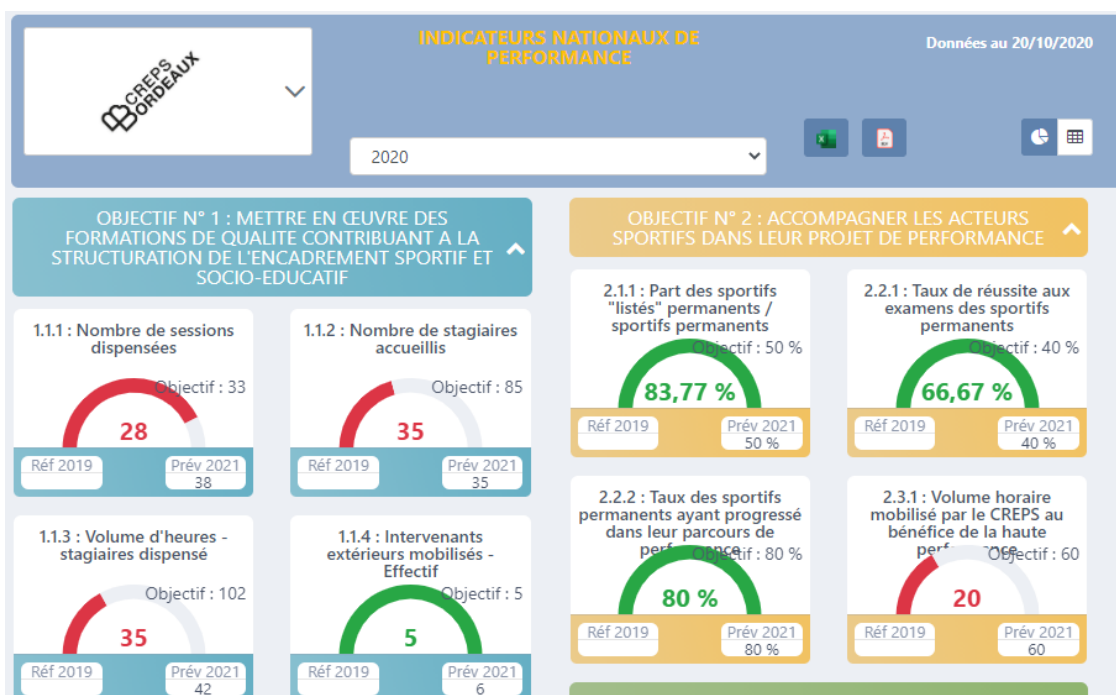 CREPS
BORDEAUX
INDICATEURS NATIONAUX DE
PERFORMANCE
Données au 20/10/2020
2020
OBJECTIF N° 1 : METTRE EN ŒUVRE DES
FORMATIONS DE QUALITE CONTRIBUANT A LA
STRUCTURATION DE L'ENCADREMENT SPORTIF ET
SOCIO-EDUCATIF
1.1.1 : Nombre de sessions
dispensées
Objectif : 33
28
Réf 2019
Prév 2021
38
1.1.2 : Nombre de stagiaires
accueillis
Objectif : 85
35
Réf 2019
Prév 2021
35
1.1.3 : Volume d'heures -
stagiaires dispensé
Objectif : 102
35
Réf 2019
Prév 2021
42
1.1.4 : Intervenants
extérieurs mobilisés -
Effectif
Objectif : 5
5
Réf 2019
Prév 2021
6
OBJECTIF N° 2 : ACCOMPAGNER LES ACTEURS
SPORTIFS DANS LEUR PROJET DE PERFORMANCE
2.1.1 : Part des sportifs
"listés" permanents /
sportifs permanents
Objectif : 50 %
83,77 %
Réf 2019
Prév 2021
50 %
2.2.1 : Taux de réussite aux
examens des sportifs
permanents
Objectif : 40 %
66,67 %
Réf 2019
Prév 2021
40 %
2.2.2 : Taux des sportifs
permanents ayant progressé
dans leur parcours de
performance
Objectif : 80 %
80 %
Réf 2019
Prév 2021
80 %
2.3.1 : Volume horaire
mobilisé par le CREPS au
bénéfice de la haute
performance
Objectif : 60
20
Réf 2019
Prév 2021
60